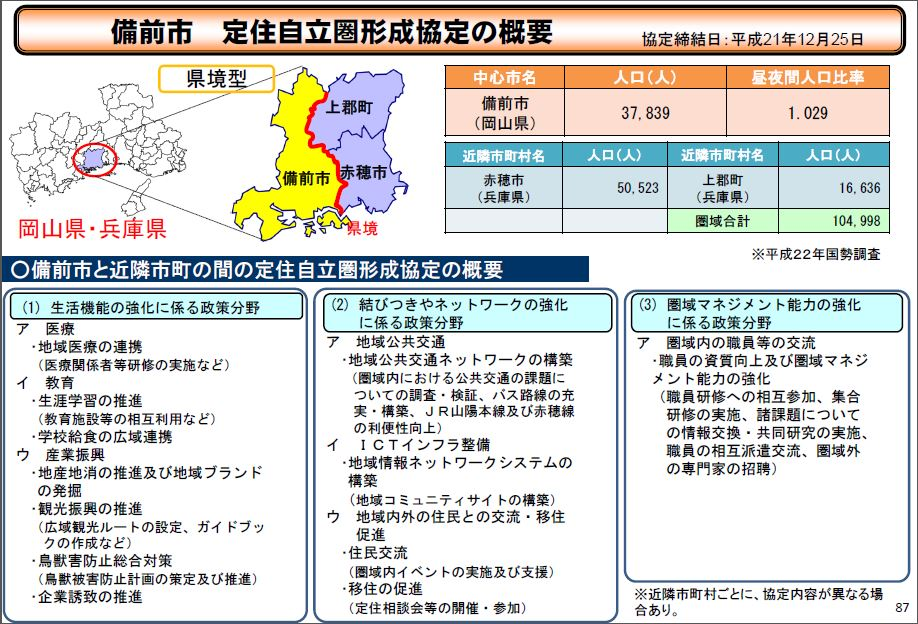 備前市　定住自立圏形成協定の概要
協定締結日：平成21年12月25日
県境型
上郡町
備前市
赤穂市
県境
岡山県・兵庫県
中心市名　人口（人）　昼夜間人口比率
備前市
（岡山県）　37,839　1.029
近隣市町村名　人口（人）　近隣市町村名　人口（人）
赤穂市
（兵庫県）　50,523　上郡町
（兵庫県）　16,636
圏域合計　104,998
※平成22年国勢調査
○備前市と近隣市町の間の定住自立圏形成協定の概要
(1) 生活機能の強化に係る政策分野
ア　医療
・地域医療の連携
（医療関係者等研修の実施など）
イ　教育
・生涯学習の推進
（教育施設等の相互利用など）
・学校給食の広域連携
ウ　産業振興
・地産地消の推進及び地域ブランド
の発掘
・観光振興の推進
（広域観光ルートの設定、ガイドブッ
クの作成など）
・鳥獣害防止総合対策
（鳥獣被害防止計画の策定及び推進）
・企業誘致の推進
(2) 結びつきやネットワークの強化
に係る政策分野
ア　地域公共交通
・地域公共交通ネットワークの構築
（圏域内における公共交通の課題に
ついての調査・検証、バス路線の充
実・構築、ＪＲ山陽本線及び赤穂線
の利便性向上）
イ　ＩＣＴインフラ整備
・地域情報ネットワークシステムの
構築
（地域コミュニティサイトの構築）
ウ　地域内外の住民との交流・移住
促進
・住民交流
（圏域内イベントの実施及び支援）
・移住の促進
（定住相談会等の開催・参加）
(3) 圏域マネジメント能力の強化
に係る政策分野
ア　圏域内の職員等の交流
・職員の資質向上及び圏域マネジ
メント能力の強化
（職員研修への相互参加、集合
研修の実施、諸課題について
の情報交換・共同研究の実施、
職員の相互派遣交流、圏域外
の専門家の招聘）
※近隣市町村ごとに、協定内容が異なる場
合あり。
87